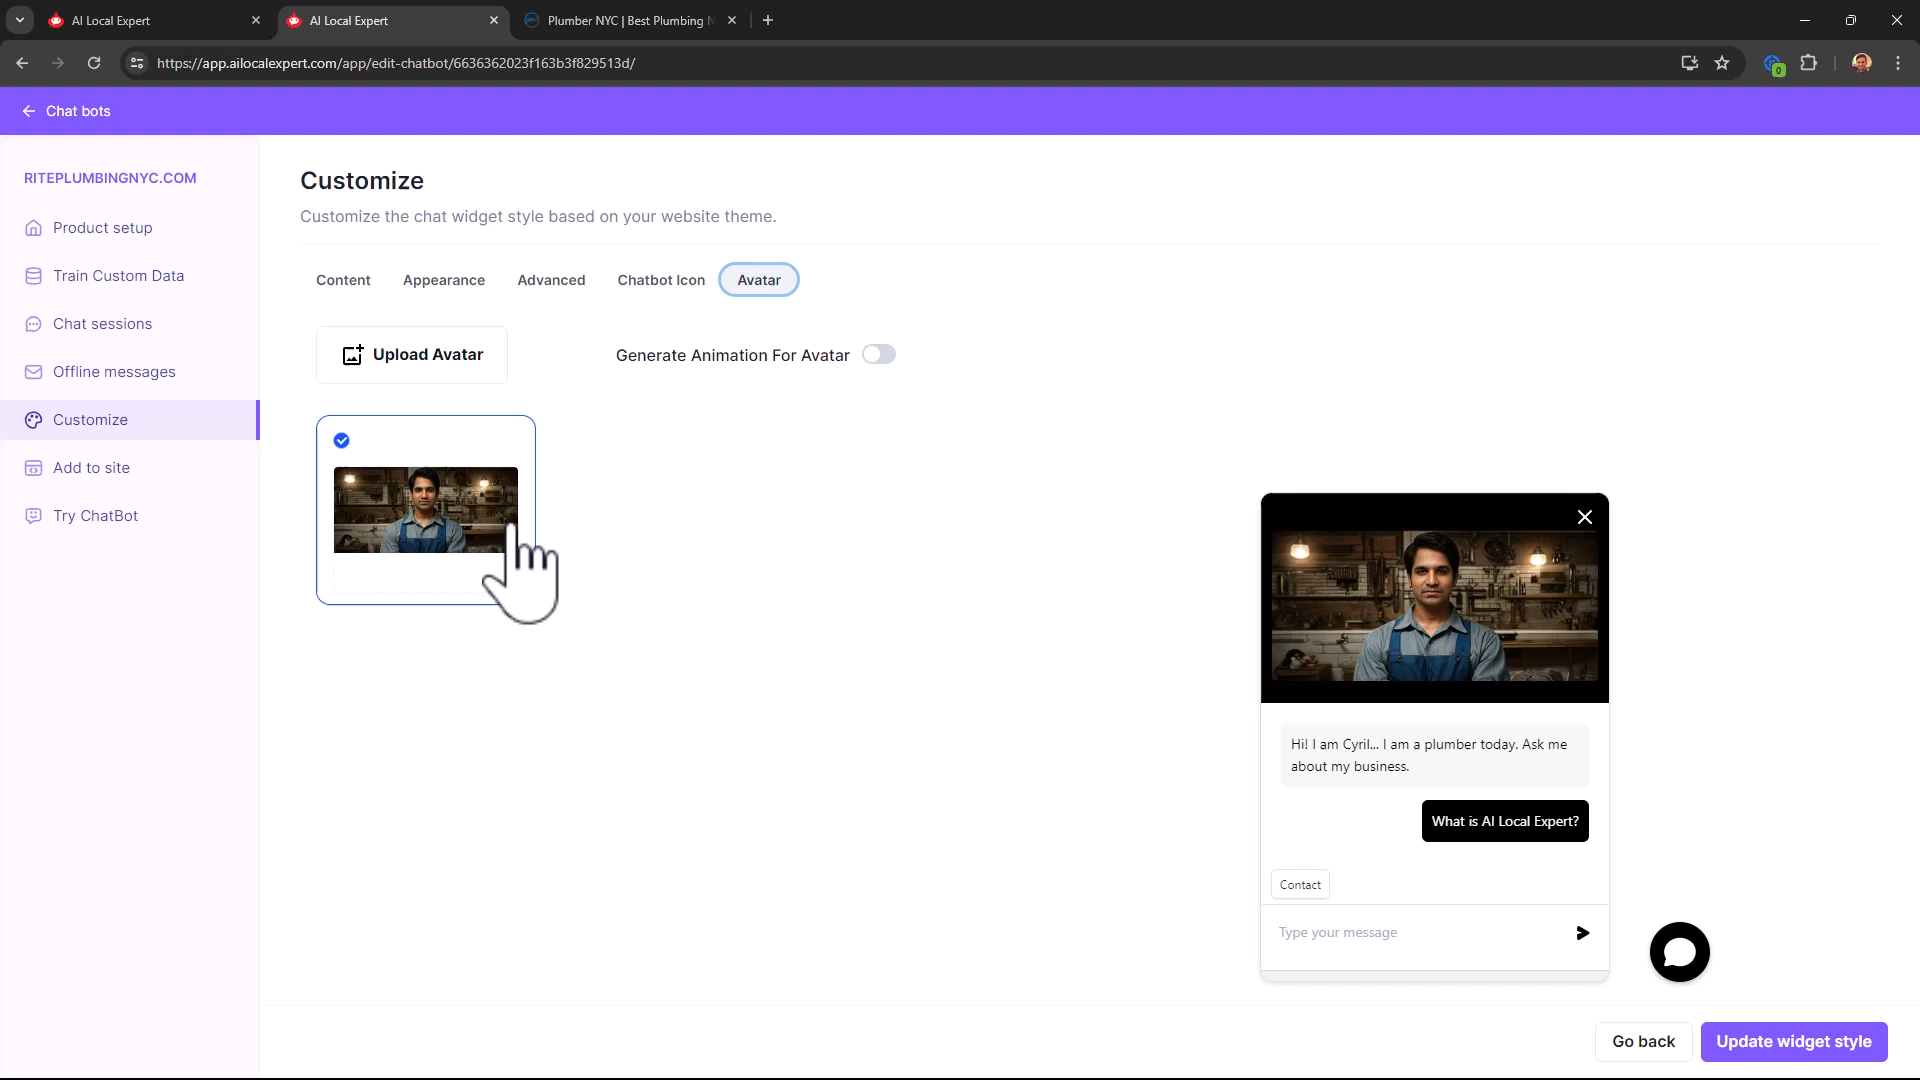 AI Local Expert
AI Local Expert
Plumber NYC | Best Plumbing N
https://app.ailocalexpert.com/app/edit-chatbot/6636362023f163b3f829513d/
0
Chat bots
RITEPLUMBINGNYC.COM
Product setup
Train Custom Data
Chat sessions
Offline messages
Customize
Add to site
Try ChatBot
Customize
Customize the chat widget style based on your website theme.
Content
Appearance
Advanced
Chatbot Icon
Avatar
Upload Avatar
Generate Animation For Avatar
Hi! I am Cyril... I am a plumber today. Ask me
about my business.
What is AI Local Expert?
Contact
Type your message
Go back
Update widget style